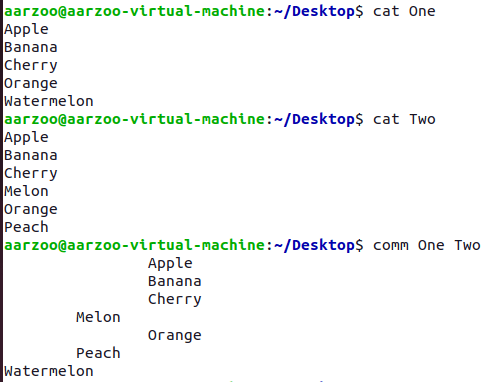 aarzoo@aarzoo-virtual-machine:~/Desktop$ cat One
Apple
Banana
Cherry
Orange
Watermelon
aarzoo@aarzoo-virtual-machine:~/Desktop$ cat Two
Apple
Banana
Cherry
Melon
Orange
Peach
aarzoo@aarzoo-virtual-machine:~/Desktop$ comm One Two
                Apple
                Banana
                Cherry
        Melon
                Orange
        Peach
Watermelon